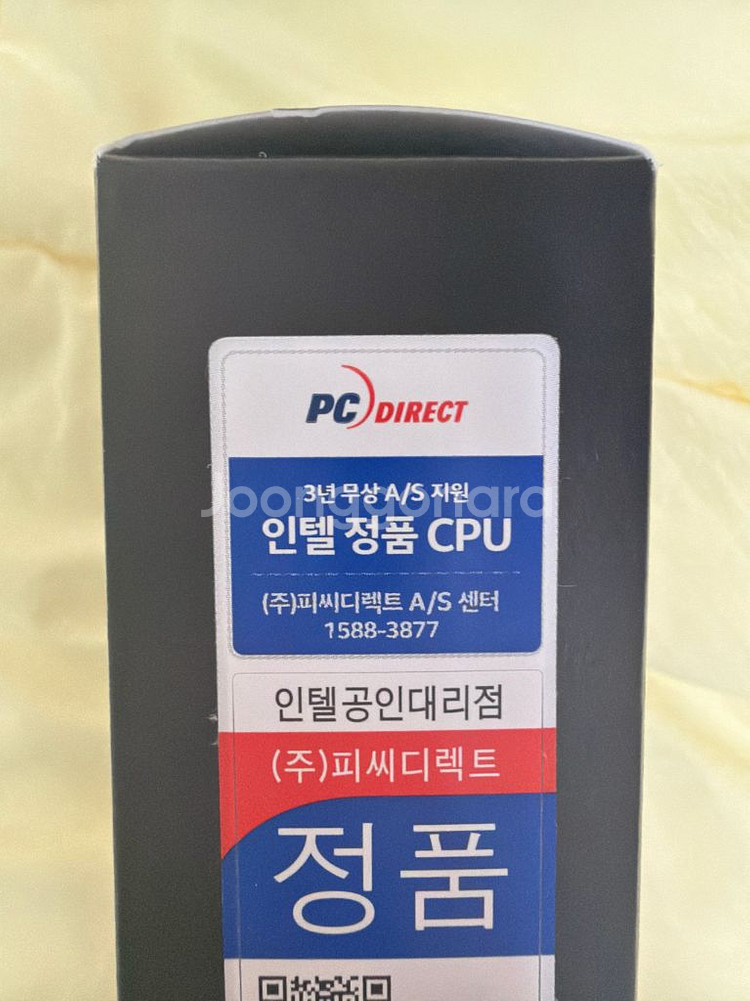 PC DIRECT
3년 무상 A/S 지원
Joonggonara
인텔 정품 CPU
(주)피씨디렉트 A/S 센터
1588-3877
인텔공인대리점
(주)피씨디렉트
정품